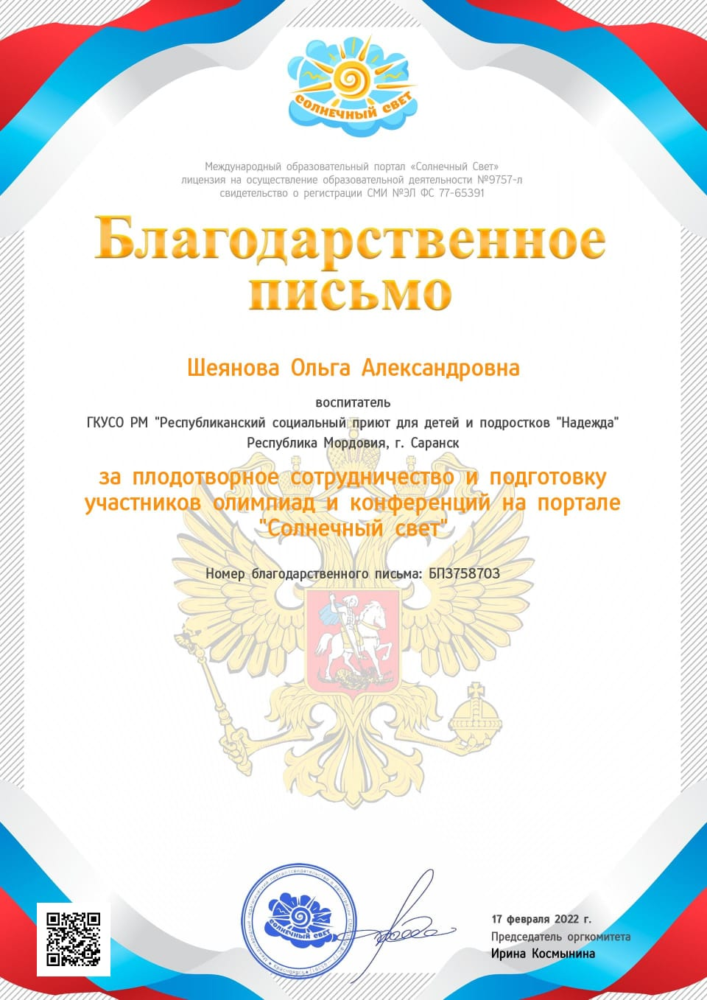 СОЛНЕЧНЫЙ СВЕТ
Международный образовательный портал «Солнечный Свет»
лицензия на осуществление образовательной деятельности №9757-л
свидетельство о регистрации СМИ №ЭЛ ФС 77-65391
Благодарственное
письмо
Шеянова Ольга Александровна
воспитатель
ГКУСО РМ "Республиканский социальный приют для детей и подростков "Надежда"
Республика Мордовия, г. Саранск
за плодотворное сотрудничество и подготовку
участников олимпиад и конференций на портале
"Солнечный свет"
Номер благодарственного письма: БП3758703
СОЛНЕЧНЫЙ СВЕТ
17 февраля 2022 г.
Председатель оргкомитета
Ирина Космынина